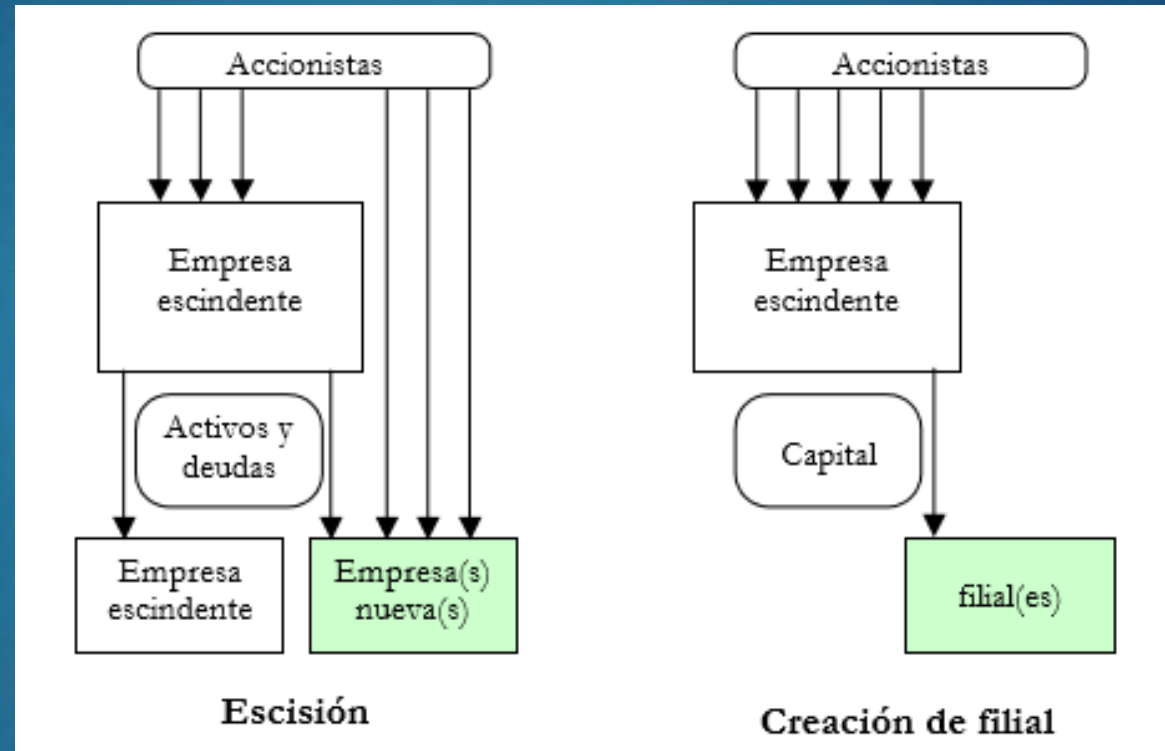 Accionistas
Empresa
escindente
Activos y
deudas
Empresa
escindente
Empresa(s)
nueva(s)
Escisión
Accionistas
Empresa
escindente
Capital
filial(es)
Creación de filial